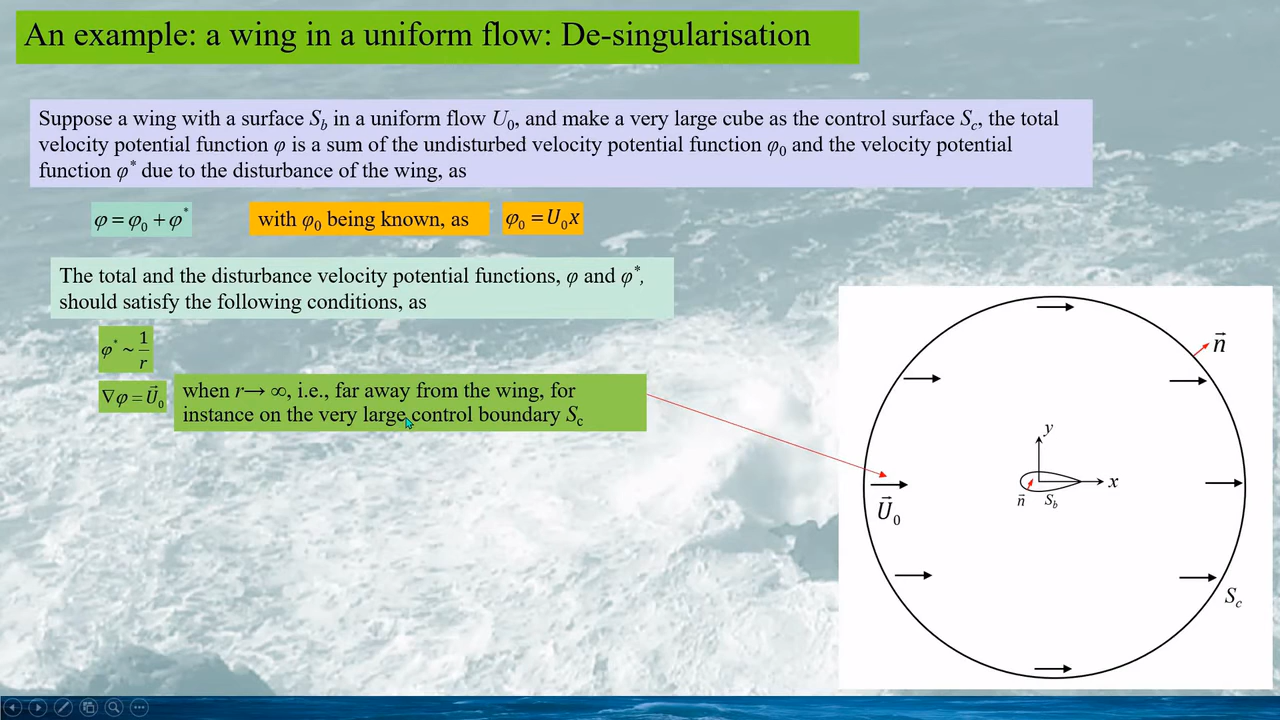 An example: a wing in a uniform flow: De-singularisation
Suppose a wing with a surface S_b in a uniform flow U_0, and make a very large cube as the control surface S_c, the total
velocity potential function φ is a sum of the undisturbed velocity potential function φ_0 and the velocity potential
function φ^* due to the disturbance of the wing, as
φ = φ_0 + φ^*
with φ_0 being known, as
φ_0 = U_0 x
The total and the disturbance velocity potential functions, φ and φ^*,
should satisfy the following conditions, as
φ^* ~ 1/r
∇φ = \vec{U}_0
when r→ ∞, i.e., far away from the wing, for
instance on the very large control boundary S_c
\vec{n}
y
x
\vec{n}
S_b
\vec{U}_0
S_c